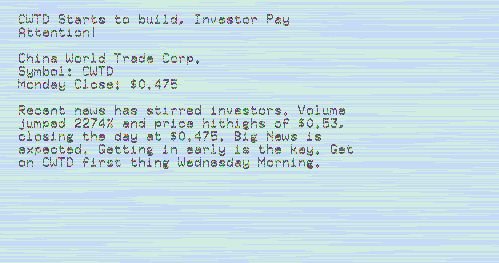 CWTD Starts to build, Investor Pay
Attention!
China World Trade Corp.
Symbol: CWTD
Monday Close: $0.475
Recent news has stirred investors. Volume
jumped 2274% and price hithighs of $0.53,
closing the day at $0.475. Big News is
expected. Getting in early is the key. Get
on CWTD first thing Wednesday Morning.